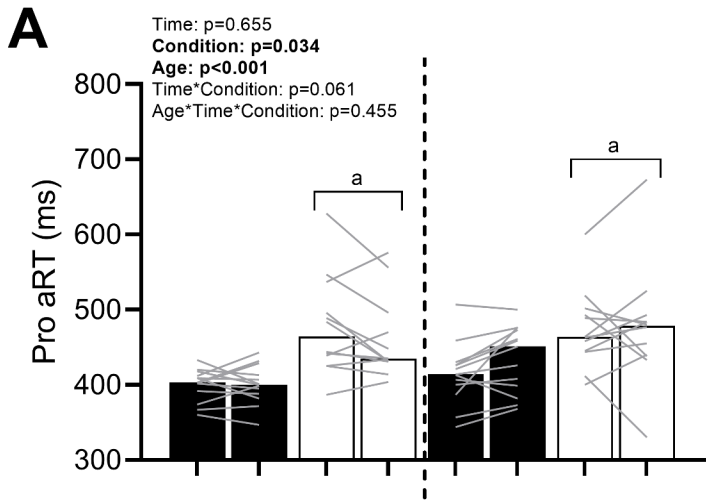 A
Time: p=0.655
Condition: p=0.034
Age: p<0.001
Time*Condition: p=0.061
Age*Time*Condition: p=0.455
800
700
600
500
400
300
Pro aRT (ms)
a
a